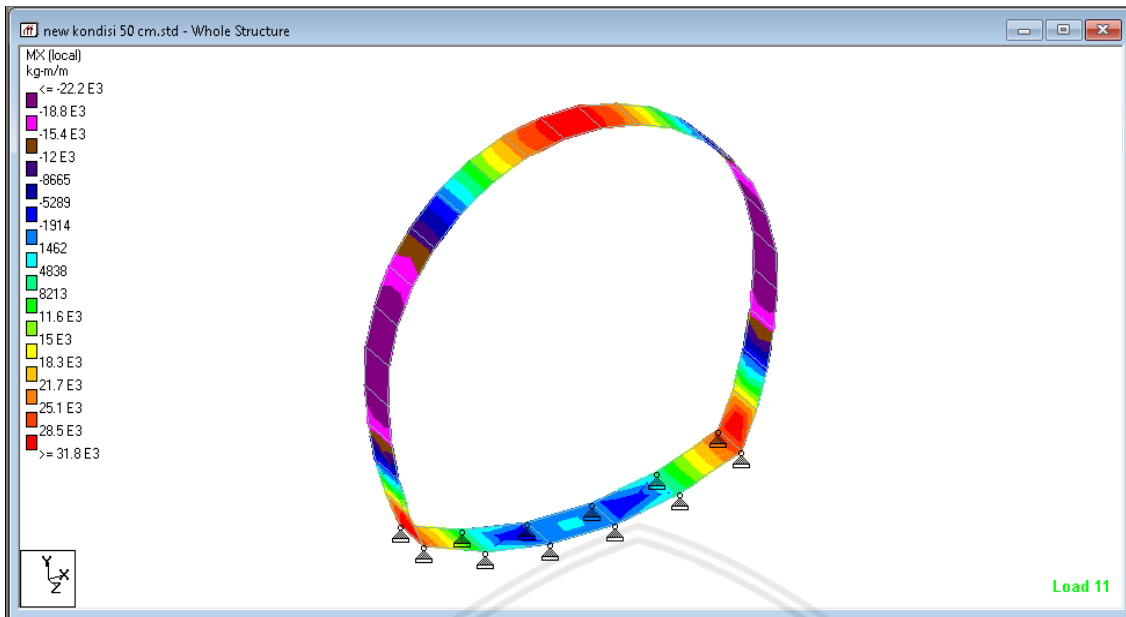 new kondisi 50 cm.std - Whole Structure
MX (local)
kg-m/m
<= -22.2 E3
-18.8 E3
-15.4 E3
-12 E3
-8665
-5289
-1914
1462
4838
8213
11.6 E3
15 E3
18.3 E3
21.7 E3
25.1 E3
28.5 E3
>= 31.8 E3
Y
X
Z
Load 11